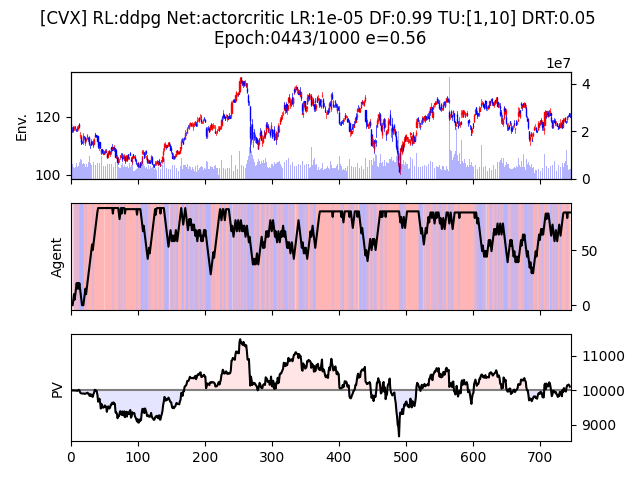 [CVX] RL:ddpg Net:actorcritic LR:1e-05 DF:0.99 TU:[1,10] DRT:0.05
Epoch:0443/1000 e=0.56
1e7
Env.
120
100
4
2
0
Agent
50
0
PV
11000
10000
9000
0 100 200 300 400 500 600 700